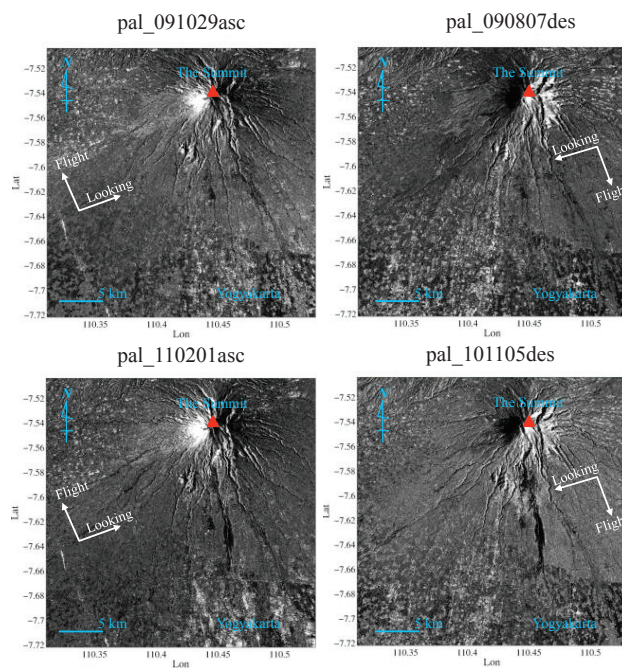 pal_091029asc
pal_090807des
N
The Summit
Flight
Looking
Lat
−7.52
−7.54
−7.56
−7.58
−7.6
−7.62
−7.64
−7.66
−7.68
−7.7
−7.72
5 km
Yogyakarta
110.35
110.4
110.45
110.5
Lon
N
The Summit
Looking
Flight
Lat
−7.52
−7.54
−7.56
−7.58
−7.6
−7.62
−7.64
−7.66
−7.68
−7.7
−7.72
5 km
Yogyakarta
110.35
110.4
110.45
110.5
Lon
pal_110201asc
pal_101105des
N
The Summit
Flight
Looking
Lat
−7.52
−7.54
−7.56
−7.58
−7.6
−7.62
−7.64
−7.66
−7.68
−7.7
−7.72
5 km
Yogyakarta
110.35
110.4
110.45
110.5
Lon
N
The Summit
Looking
Flight
Lat
−7.52
−7.54
−7.56
−7.58
−7.6
−7.62
−7.64
−7.66
−7.68
−7.7
−7.72
5 km
Yogyakarta
110.35
110.4
110.45
110.5
Lon